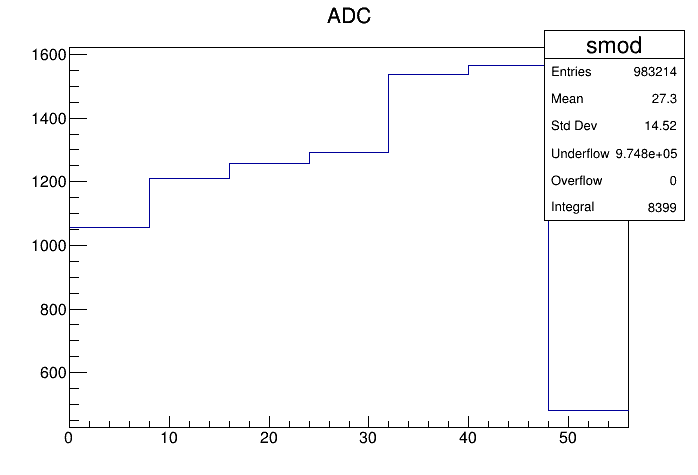 ADC
smod
Entries 983214
Mean 27.3
Std Dev 14.52
Underflow 9.748e+05
Overflow 0
Integral 8399
1600
1400
1200
1000
800
600
0 10 20 30 40 50